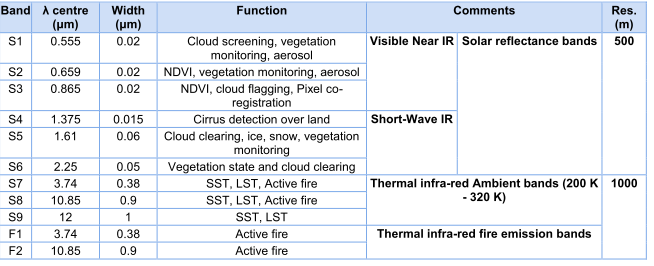 Band λ centre (µm) Width (µm) Function Comments Res. (m)
S1 0.555 0.02 Cloud screening, vegetation monitoring, aerosol Visible Near IR Solar reflectance bands 500
S2 0.659 0.02 NDVI, vegetation monitoring, aerosol
S3 0.865 0.02 NDVI, cloud flagging, Pixel co-registration
S4 1.375 0.015 Cirrus detection over land Short-Wave IR
S5 1.61 0.06 Cloud clearing, ice, snow, vegetation monitoring
S6 2.25 0.05 Vegetation state and cloud clearing
S7 3.74 0.38 SST, LST, Active fire Thermal infra-red Ambient bands (200 K - 320 K) 1000
S8 10.85 0.9 SST, LST, Active fire
S9 12 1 SST, LST
F1 3.74 0.38 Active fire Thermal infra-red fire emission bands
F2 10.85 0.9 Active fire